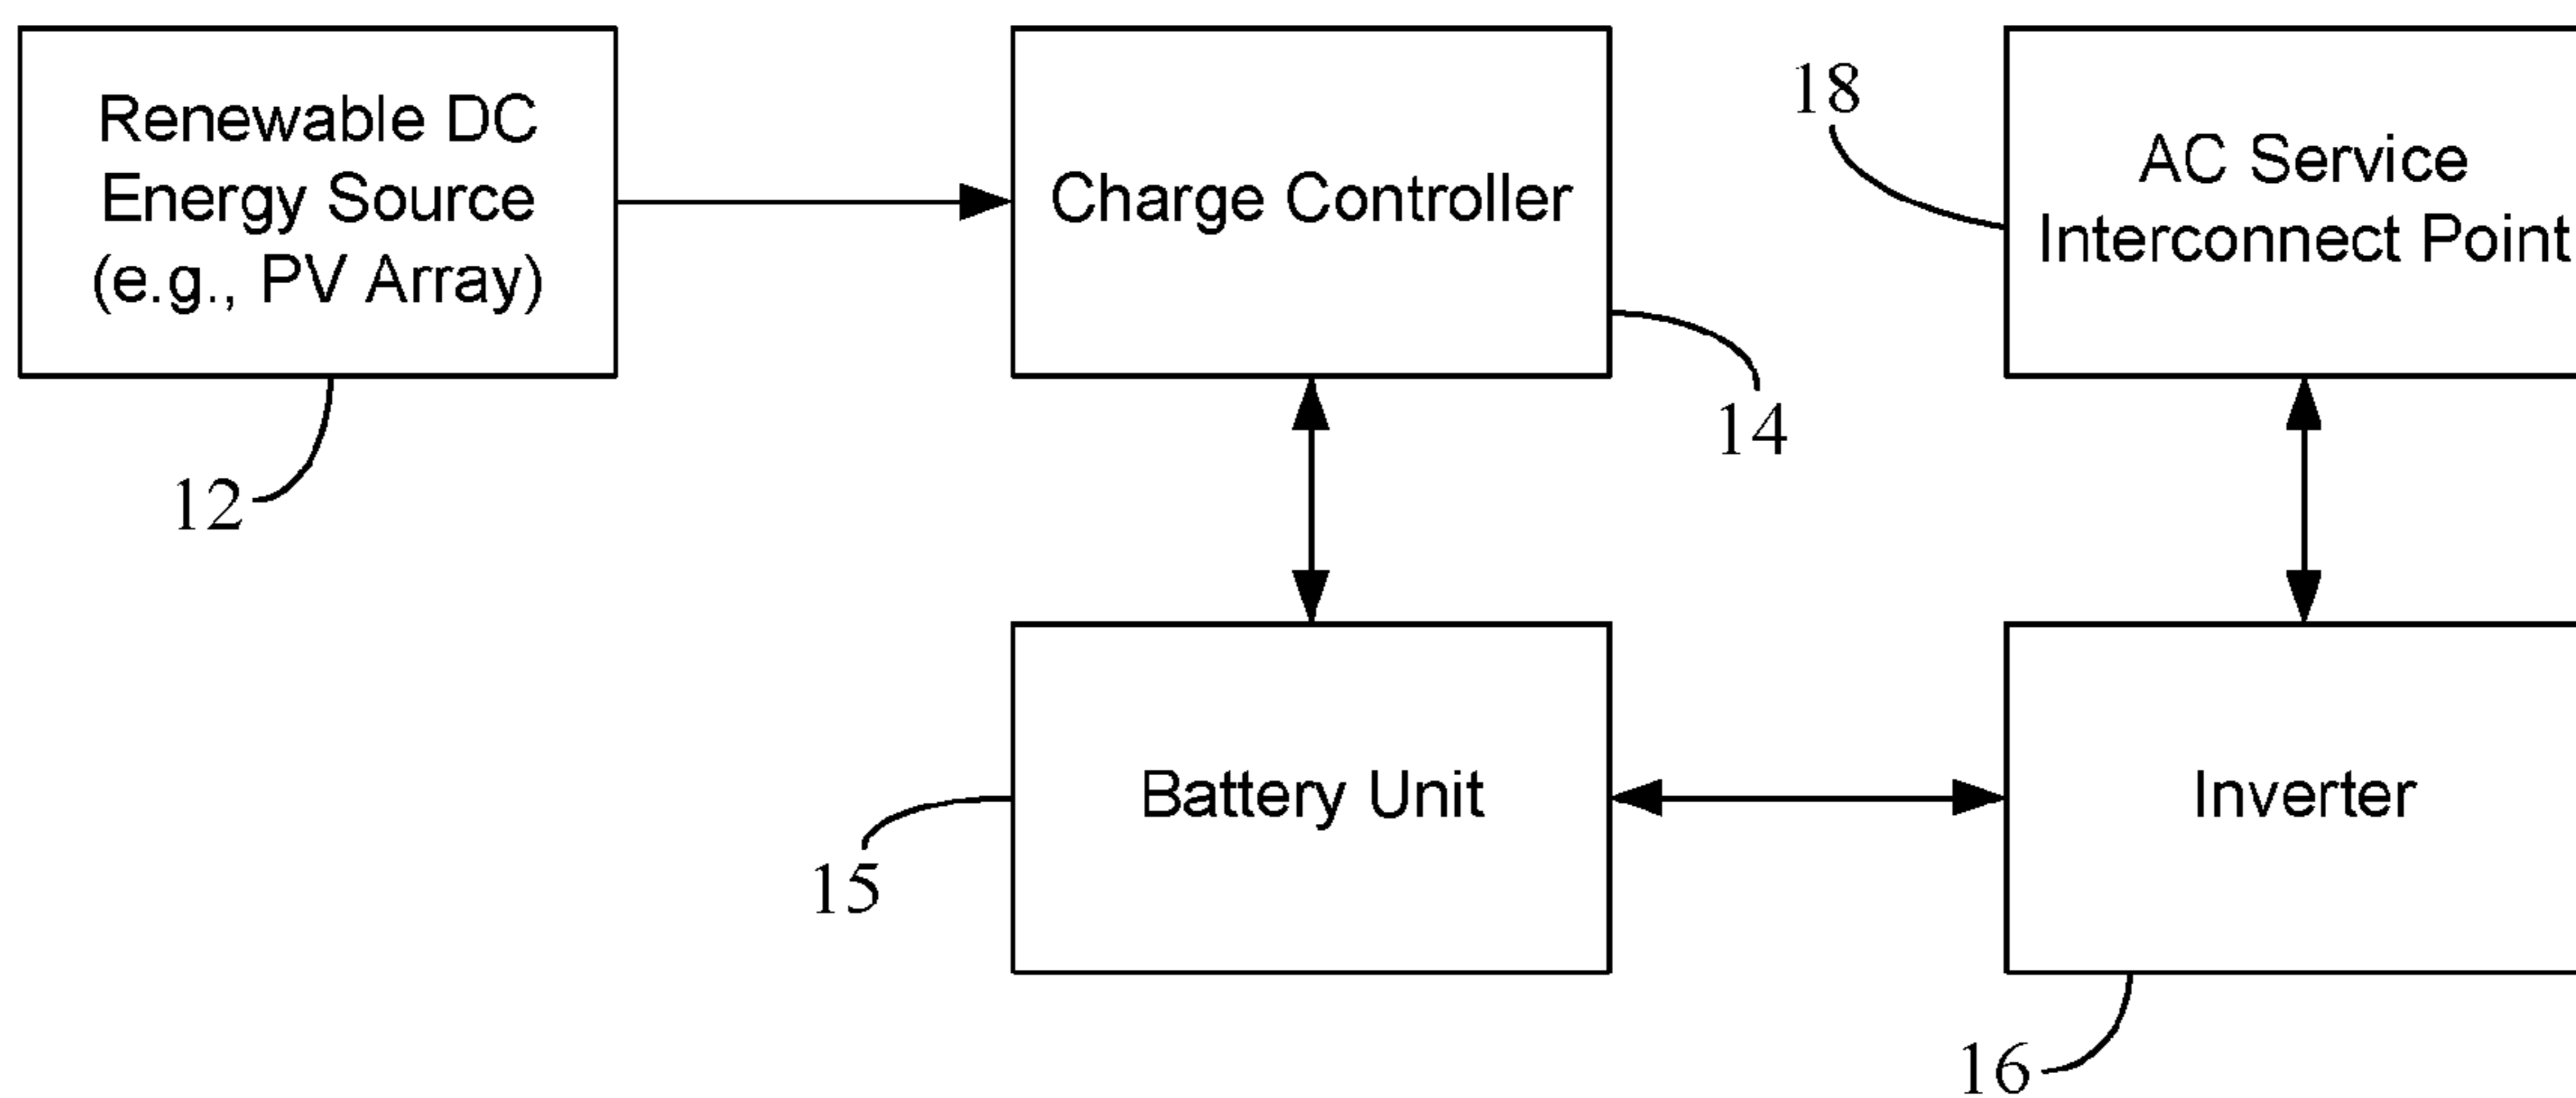 Renewable DC
Energy Source
(e.g., PV Array)
12
Charge Controller
14
18
AC Service
Interconnect Point
15
Battery Unit
Inverter
16